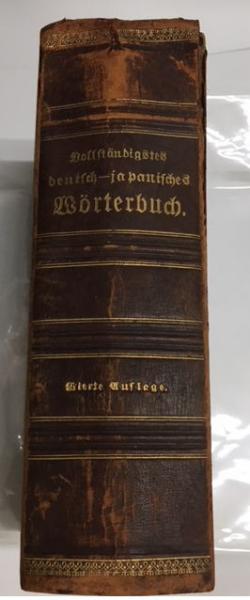 Vollständigstes
deutsch—japanisches
Wörterbuch.
Vierte Auflage.